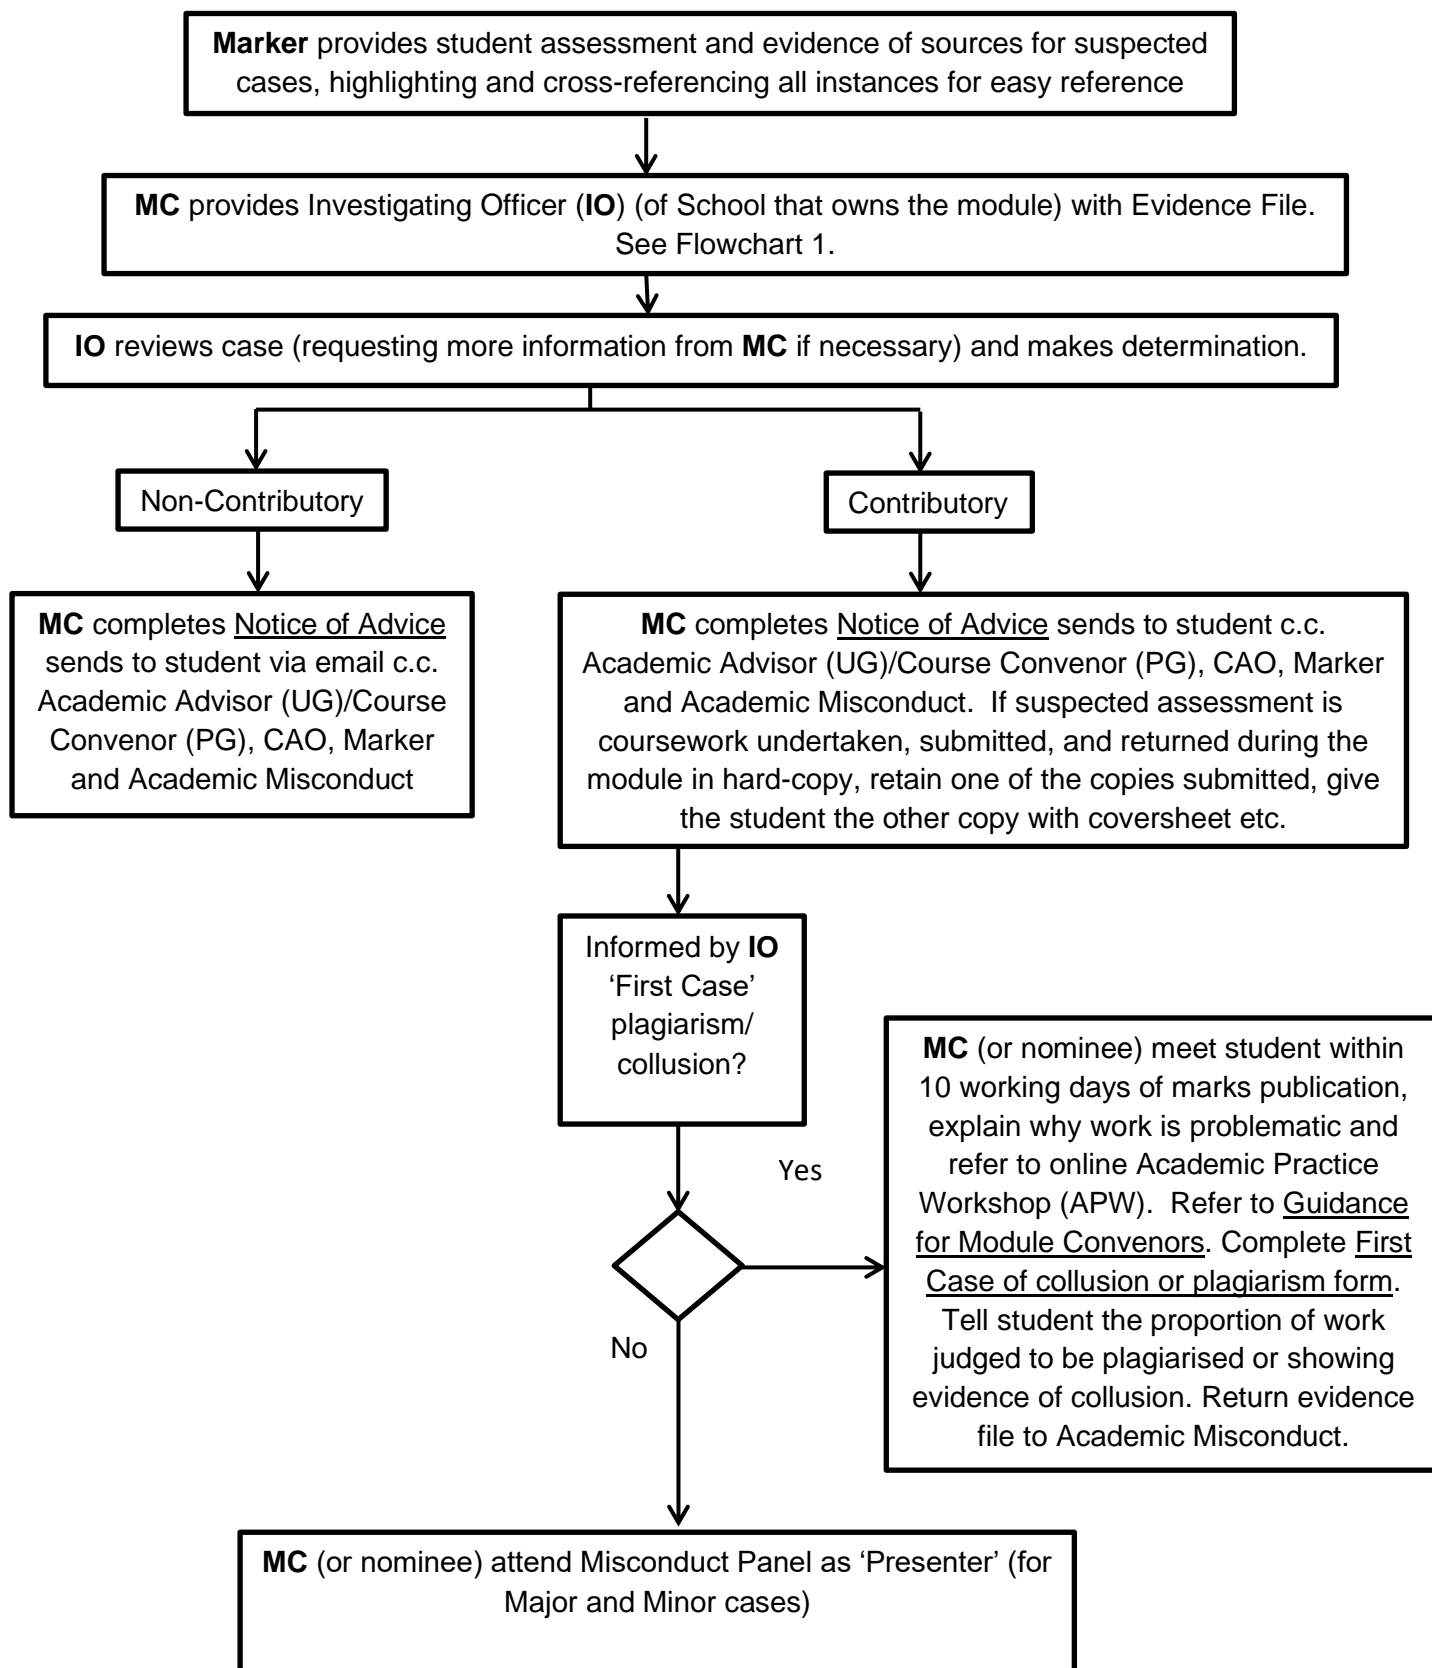 Marker provides student assessment and evidence of sources for suspected
cases, highlighting and cross-referencing all instances for easy reference
MC provides Investigating Officer (IO) (of School that owns the module) with Evidence File.
See Flowchart 1.
IO reviews case (requesting more information from MC if necessary) and makes determination.
Non-Contributory
Contributory
MC completes Notice of Advice
sends to student via email c.c.
Academic Advisor (UG)/Course
Convenor (PG), CAO, Marker
and Academic Misconduct
MC completes Notice of Advice sends to student c.c.
Academic Advisor (UG)/Course Convenor (PG), CAO, Marker
and Academic Misconduct.  If suspected assessment is
coursework undertaken, submitted, and returned during the
module in hard-copy, retain one of the copies submitted, give
the student the other copy with coversheet etc.
Informed by IO
‘First Case’
plagiarism/
collusion?
Yes
MC (or nominee) meet student within
10 working days of marks publication,
explain why work is problematic and
refer to online Academic Practice
Workshop (APW).  Refer to Guidance
for Module Convenors. Complete First
Case of collusion or plagiarism form.
Tell student the proportion of work
judged to be plagiarised or showing
evidence of collusion. Return evidence
file to Academic Misconduct.
No
MC (or nominee) attend Misconduct Panel as ‘Presenter’ (for
Major and Minor cases)